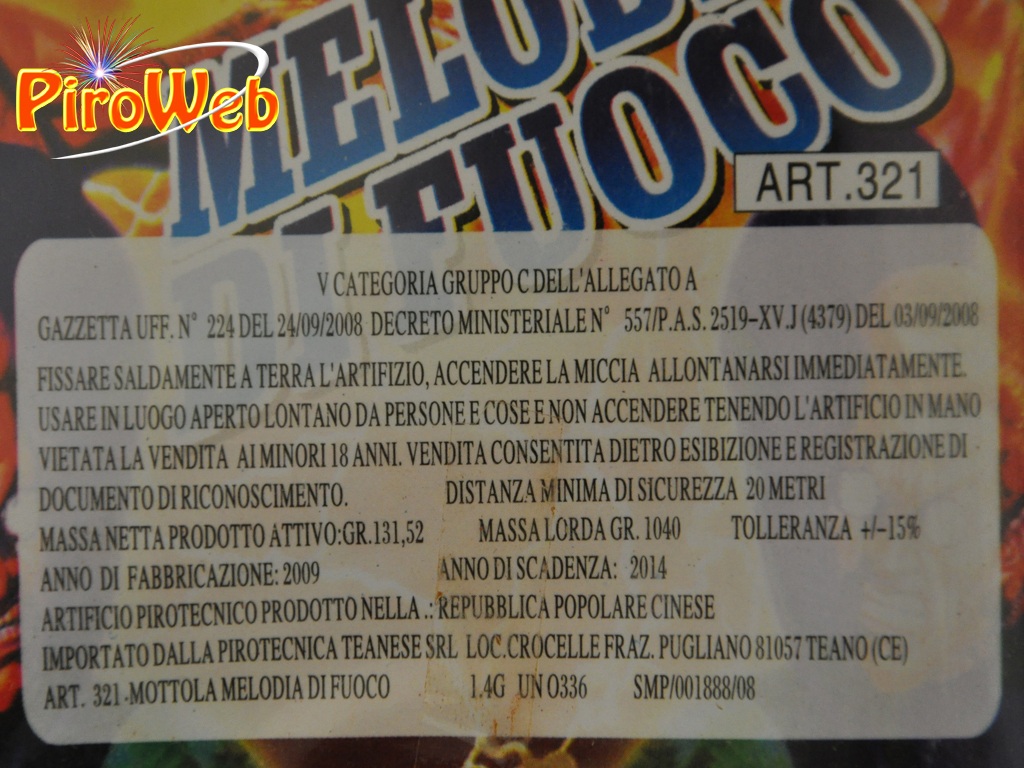 PiroWeb
MELODIA
DI FUOCO
ART.321
V CATEGORIA GRUPPO C DELL'ALLEGATO A
GAZZETTA UFF. N° 224 DEL 24/09/2008 DECRETO MINISTERIALE N° 557/P.A.S. 2519-XV.J (4379) DEL 03/09/2008
FISSARE SALDAMENTE A TERRA L'ARTIFIZIO, ACCENDERE LA MICCIA ALLONTANARSI IMMEDIATAMENTE.
USARE IN LUOGO APERTO LONTANO DA PERSONE E COSE E NON ACCENDERE TENENDO L'ARTIFICIO IN MANO
VIETATA LA VENDITA AI MINORI 18 ANNI. VENDITA CONSENTITA DIETRO ESIBIZIONE E REGISTRAZIONE DI
DOCUMENTO DI RICONOSCIMENTO. DISTANZA MINIMA DI SICUREZZA 20 METRI
MASSA NETTA PRODOTTO ATTIVO:GR.131,52 MASSA LORDA GR. 1040 TOLLERANZA +/-15%
ANNO DI FABBRICAZIONE: 2009 ANNO DI SCADENZA: 2014
ARTIFICIO PIROTECNICO PRODOTTO NELLA .: REPUBBLICA POPOLARE CINESE
IMPORTATO DALLA PIROTECNICA TEANESE SRL LOC.CROCELLE FRAZ. PUGLIANO 81057 TEANO (CE)
ART. 321.MOTTOLA MELODIA DI FUOCO 1.4G UN O336 SMP/001888/08